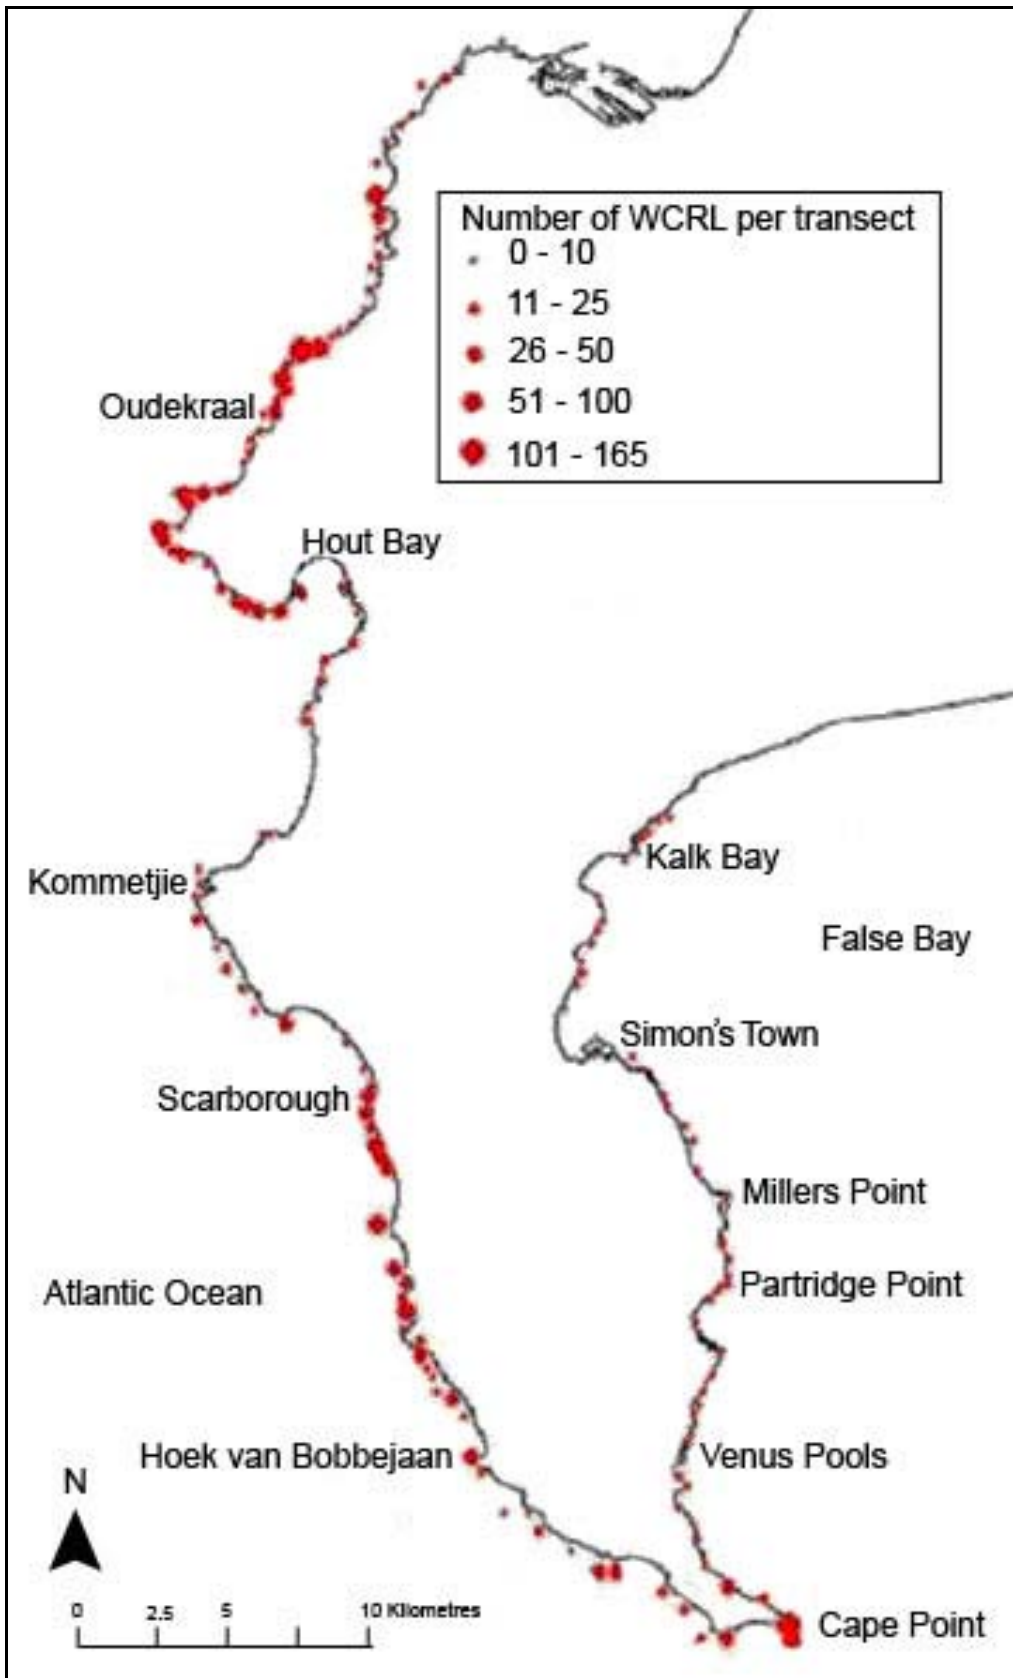 Number of WCRL per transect
0 - 10
11 - 25
26 - 50
51 - 100
101 - 165
Oudekraal
Hout Bay
Kommetjie
Kalk Bay
False Bay
Simon's Town
Scarborough
Millers Point
Partridge Point
Atlantic Ocean
Hoek van Bobbejaan
Venus Pools
N
0 2.5 5 10 Kilometres
Cape Point